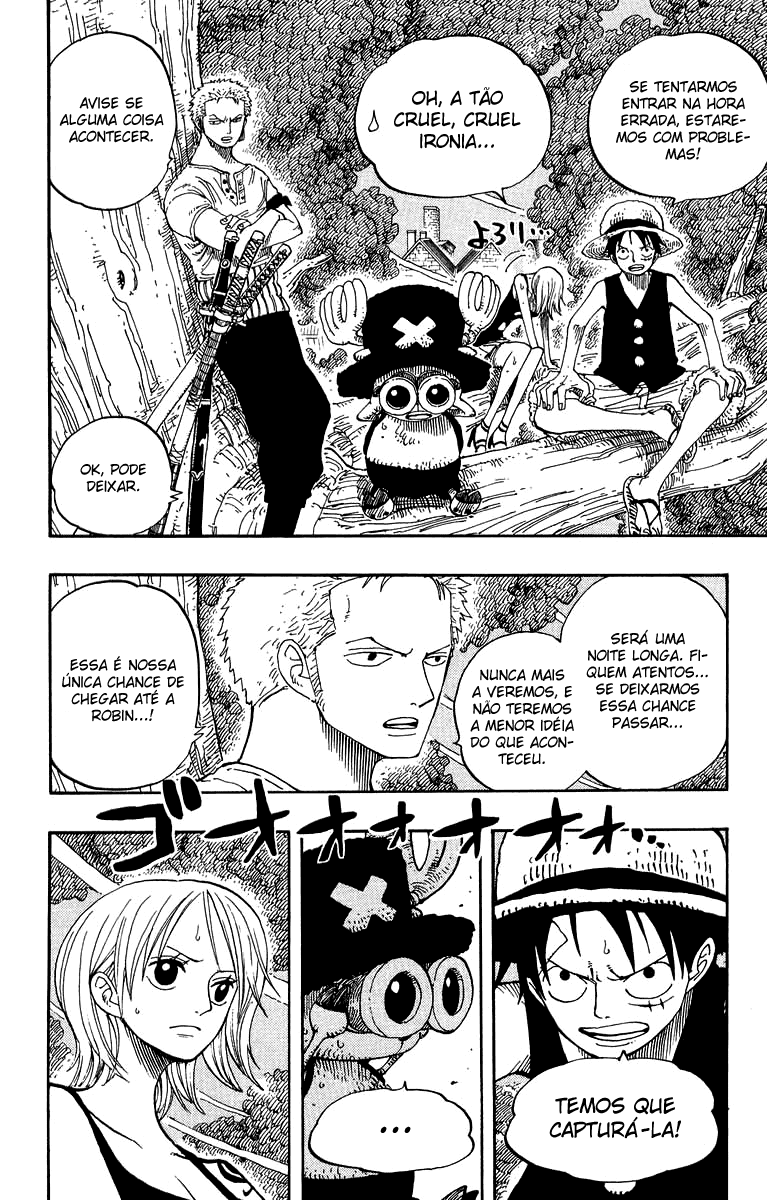 SE TENTARMOS
ENTRAR NA HORA
ERRADA, ESTARE-
MOS COM PROBLE-
MAS!
OH, A TÃO
CRUEL, CRUEL
IRONIA...
AVISE SE
ALGUMA COISA
ACONTECER.
よろり…
OK, PODE
DEIXAR.
SERÁ UMA
NOITE LONGA. FI-
QUEM ATENTOS...
SE DEIXARMOS
ESSA CHANCE
PASSAR...
NUNCA MAIS
A VEREMOS, E
NÃO TEREMOS
A MENOR IDÉIA
DO QUE ACON-
TECEU.
ESSA É NOSSA
ÚNICA CHANCE DE
CHEGAR ATÉ A
ROBIN...!
ゴオオオオオオ…
TEMOS QUE
CAPTURÁ-LA!
...